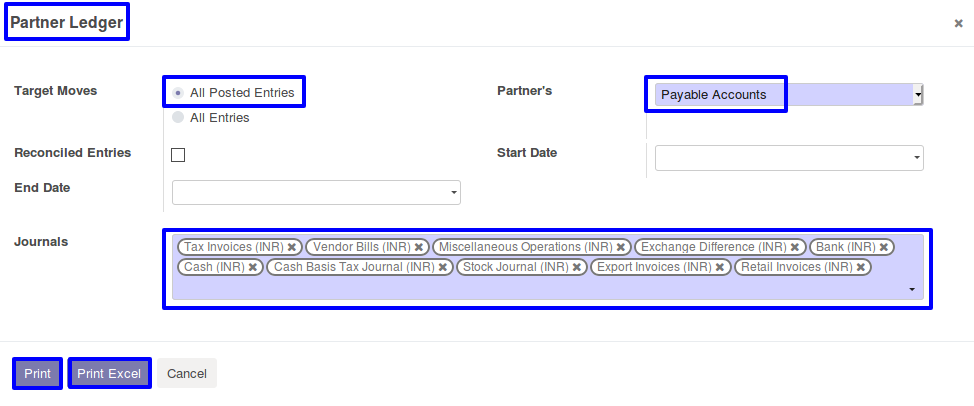 Partner Ledger ×
Target Moves All Posted Entries Partner's Payable Accounts
All Entries
Reconciled Entries Start Date
End Date
Journals Tax Invoices (INR) ✖ Vendor Bills (INR) ✖ Miscellaneous Operations (INR) ✖ Exchange Difference (INR) ✖ Bank (INR) ✖
Cash (INR) ✖ Cash Basis Tax Journal (INR) ✖ Stock Journal (INR) ✖ Export Invoices (INR) ✖ Retail Invoices (INR) ✖
Print Print Excel Cancel